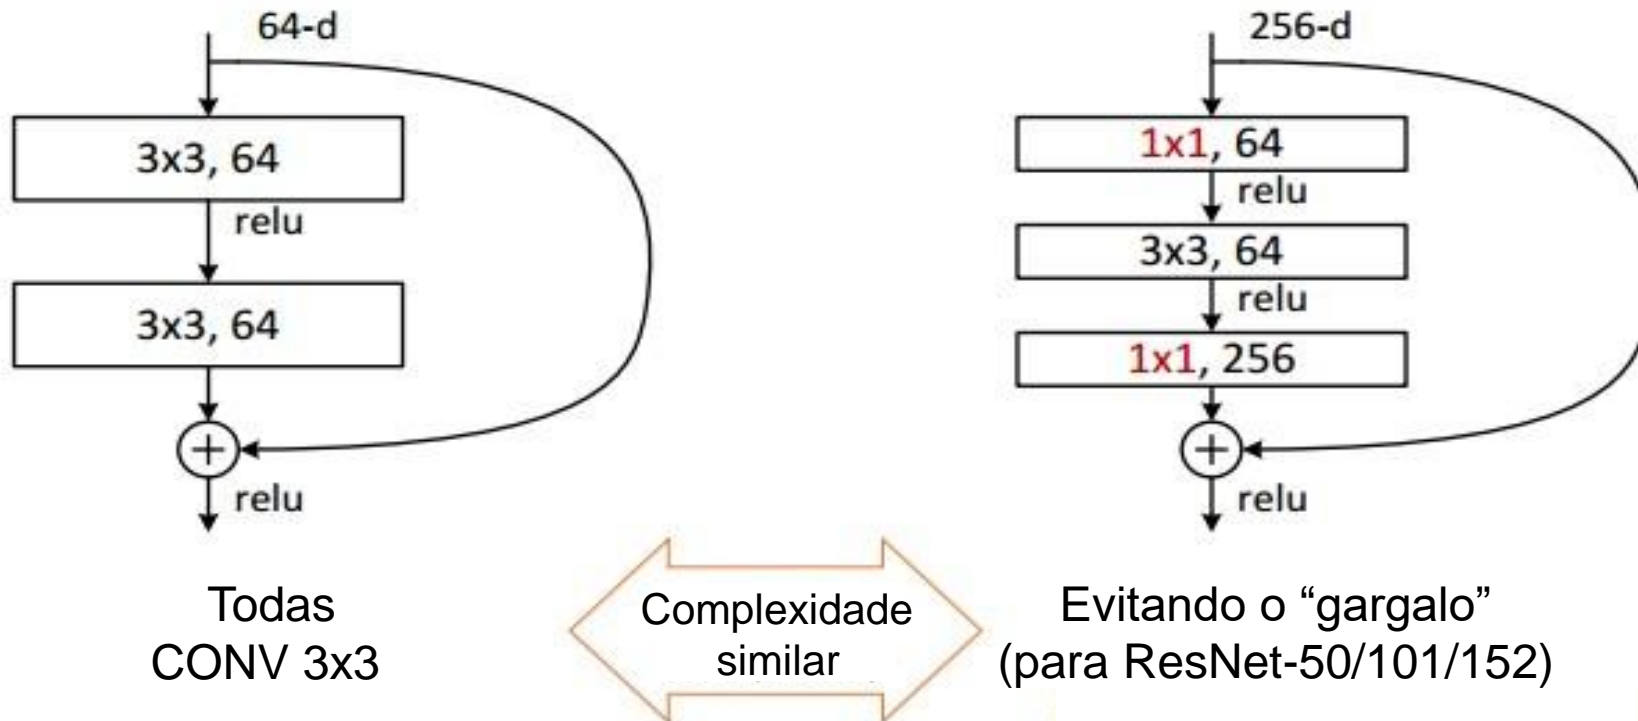 64-d
3x3, 64
relu
3x3, 64
+
relu
Todas
CONV 3x3
256-d
1x1, 64
relu
3x3, 64
relu
1x1, 256
+
relu
Evitando o “gargalo”
(para ResNet-50/101/152)
Complexidade
similar